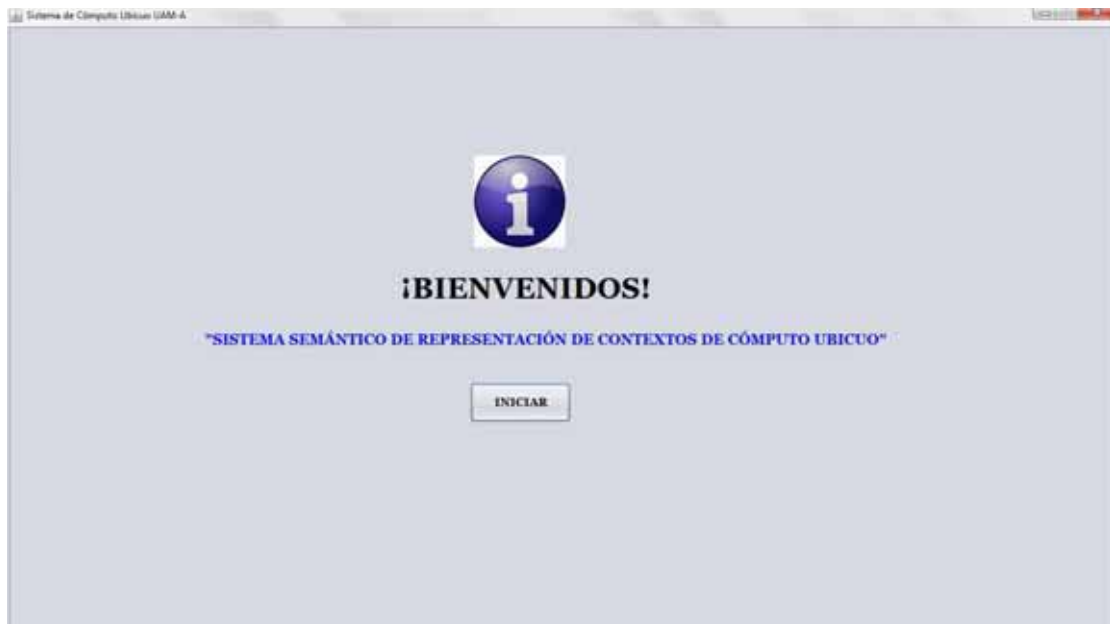 Sistema de Cómputo Ubicuo UAM-A
¡BIENVENIDOS!
"SISTEMA SEMÁNTICO DE REPRESENTACIÓN DE CONTEXTOS DE CÓMPUTO UBICUO"
INICIAR